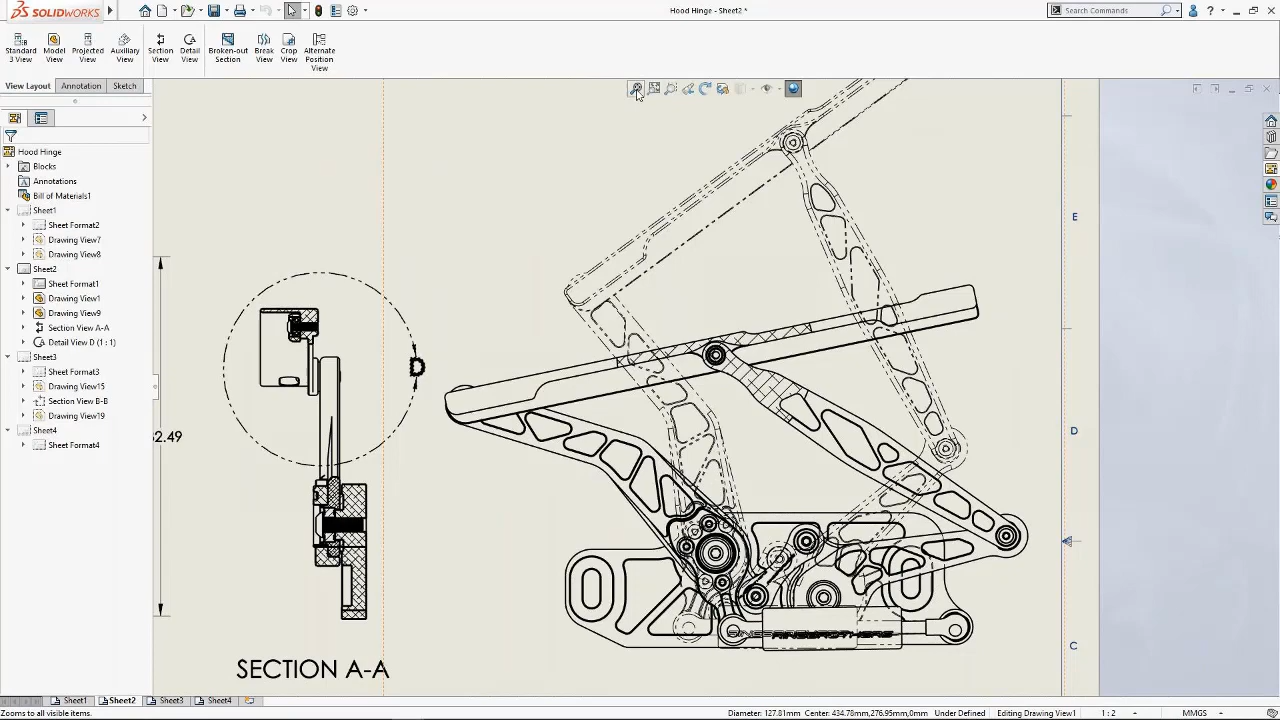 SOLIDWORKS
Hood Hinge - Sheet2 *
Search Commands
Standard 3 View
Model View
Projected View
Auxiliary View
Section View
Detail View
Broken-out Section
Break View
Crop View
Alternate Position View
View Layout
Annotation
Sketch
Hood Hinge
Blocks
Annotations
Bill of Materials1
Sheet1
Sheet Format2
Drawing View7
Drawing View8
Sheet2
Sheet Format1
Drawing View1
Drawing View9
Section View A-A
Detail View D (1 : 1)
Sheet3
Sheet Format3
Drawing View15
Section View B-B
Drawing View19
Sheet4
Sheet Format4
E
D
D
2.49
C
SECTION A-A
Sheet1
Sheet2
Sheet3
Sheet4
Zooms to all visible items.
Diameter: 127.81mm Center: 434.78mm,276.95mm,0mm
Under Defined
Editing Drawing View1
1 : 2
MMGS